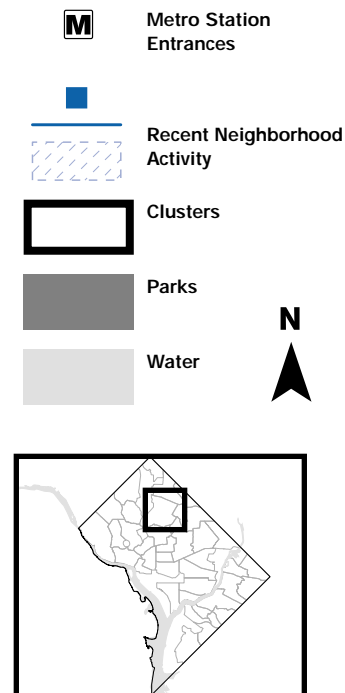 M
Metro Station
Entrances
Recent Neighborhood
Activity
Clusters
Parks
N
Water